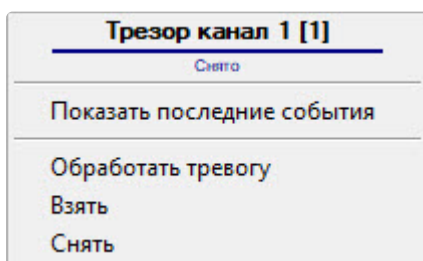 Трезор канал 1 [1]
Снято
Показать последние события
Обработать тревогу
Взять
Снять